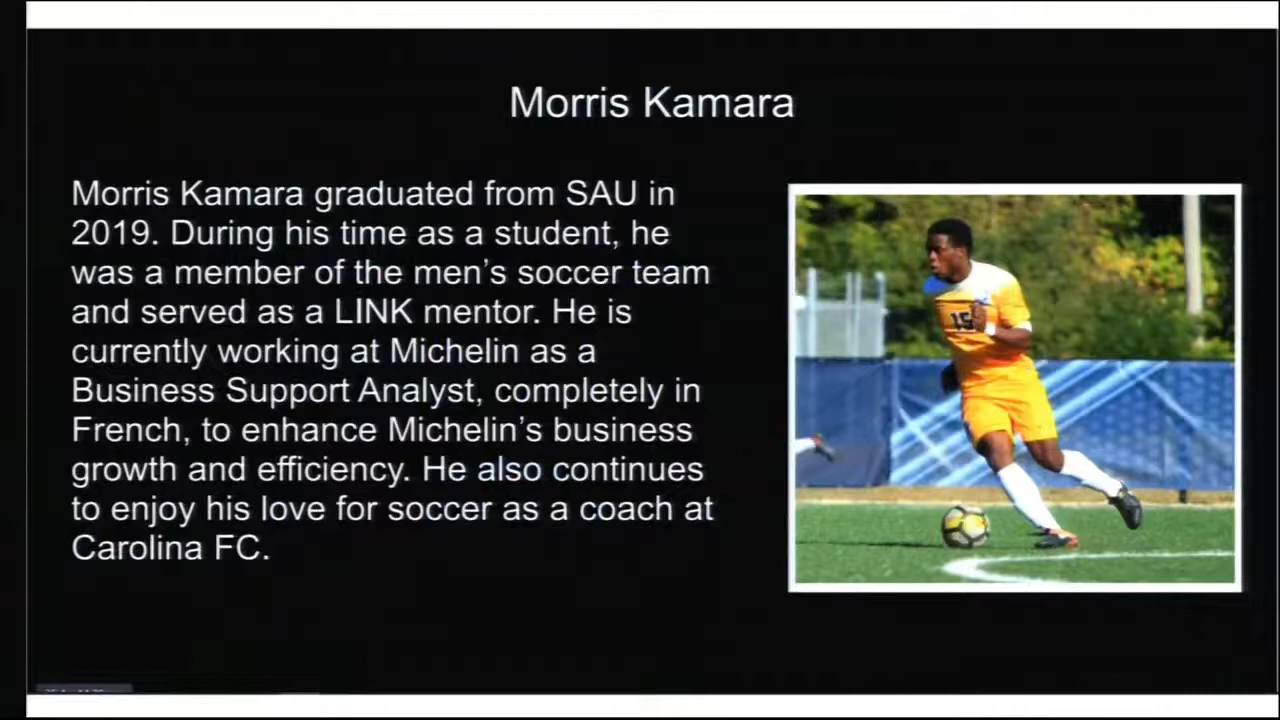 Morris Kamara
Morris Kamara graduated from SAU in
2019. During his time as a student, he
was a member of the men’s soccer team
and served as a LINK mentor. He is
currently working at Michelin as a
Business Support Analyst, completely in
French, to enhance Michelin’s business
growth and efficiency. He also continues
to enjoy his love for soccer as a coach at
Carolina FC.
15